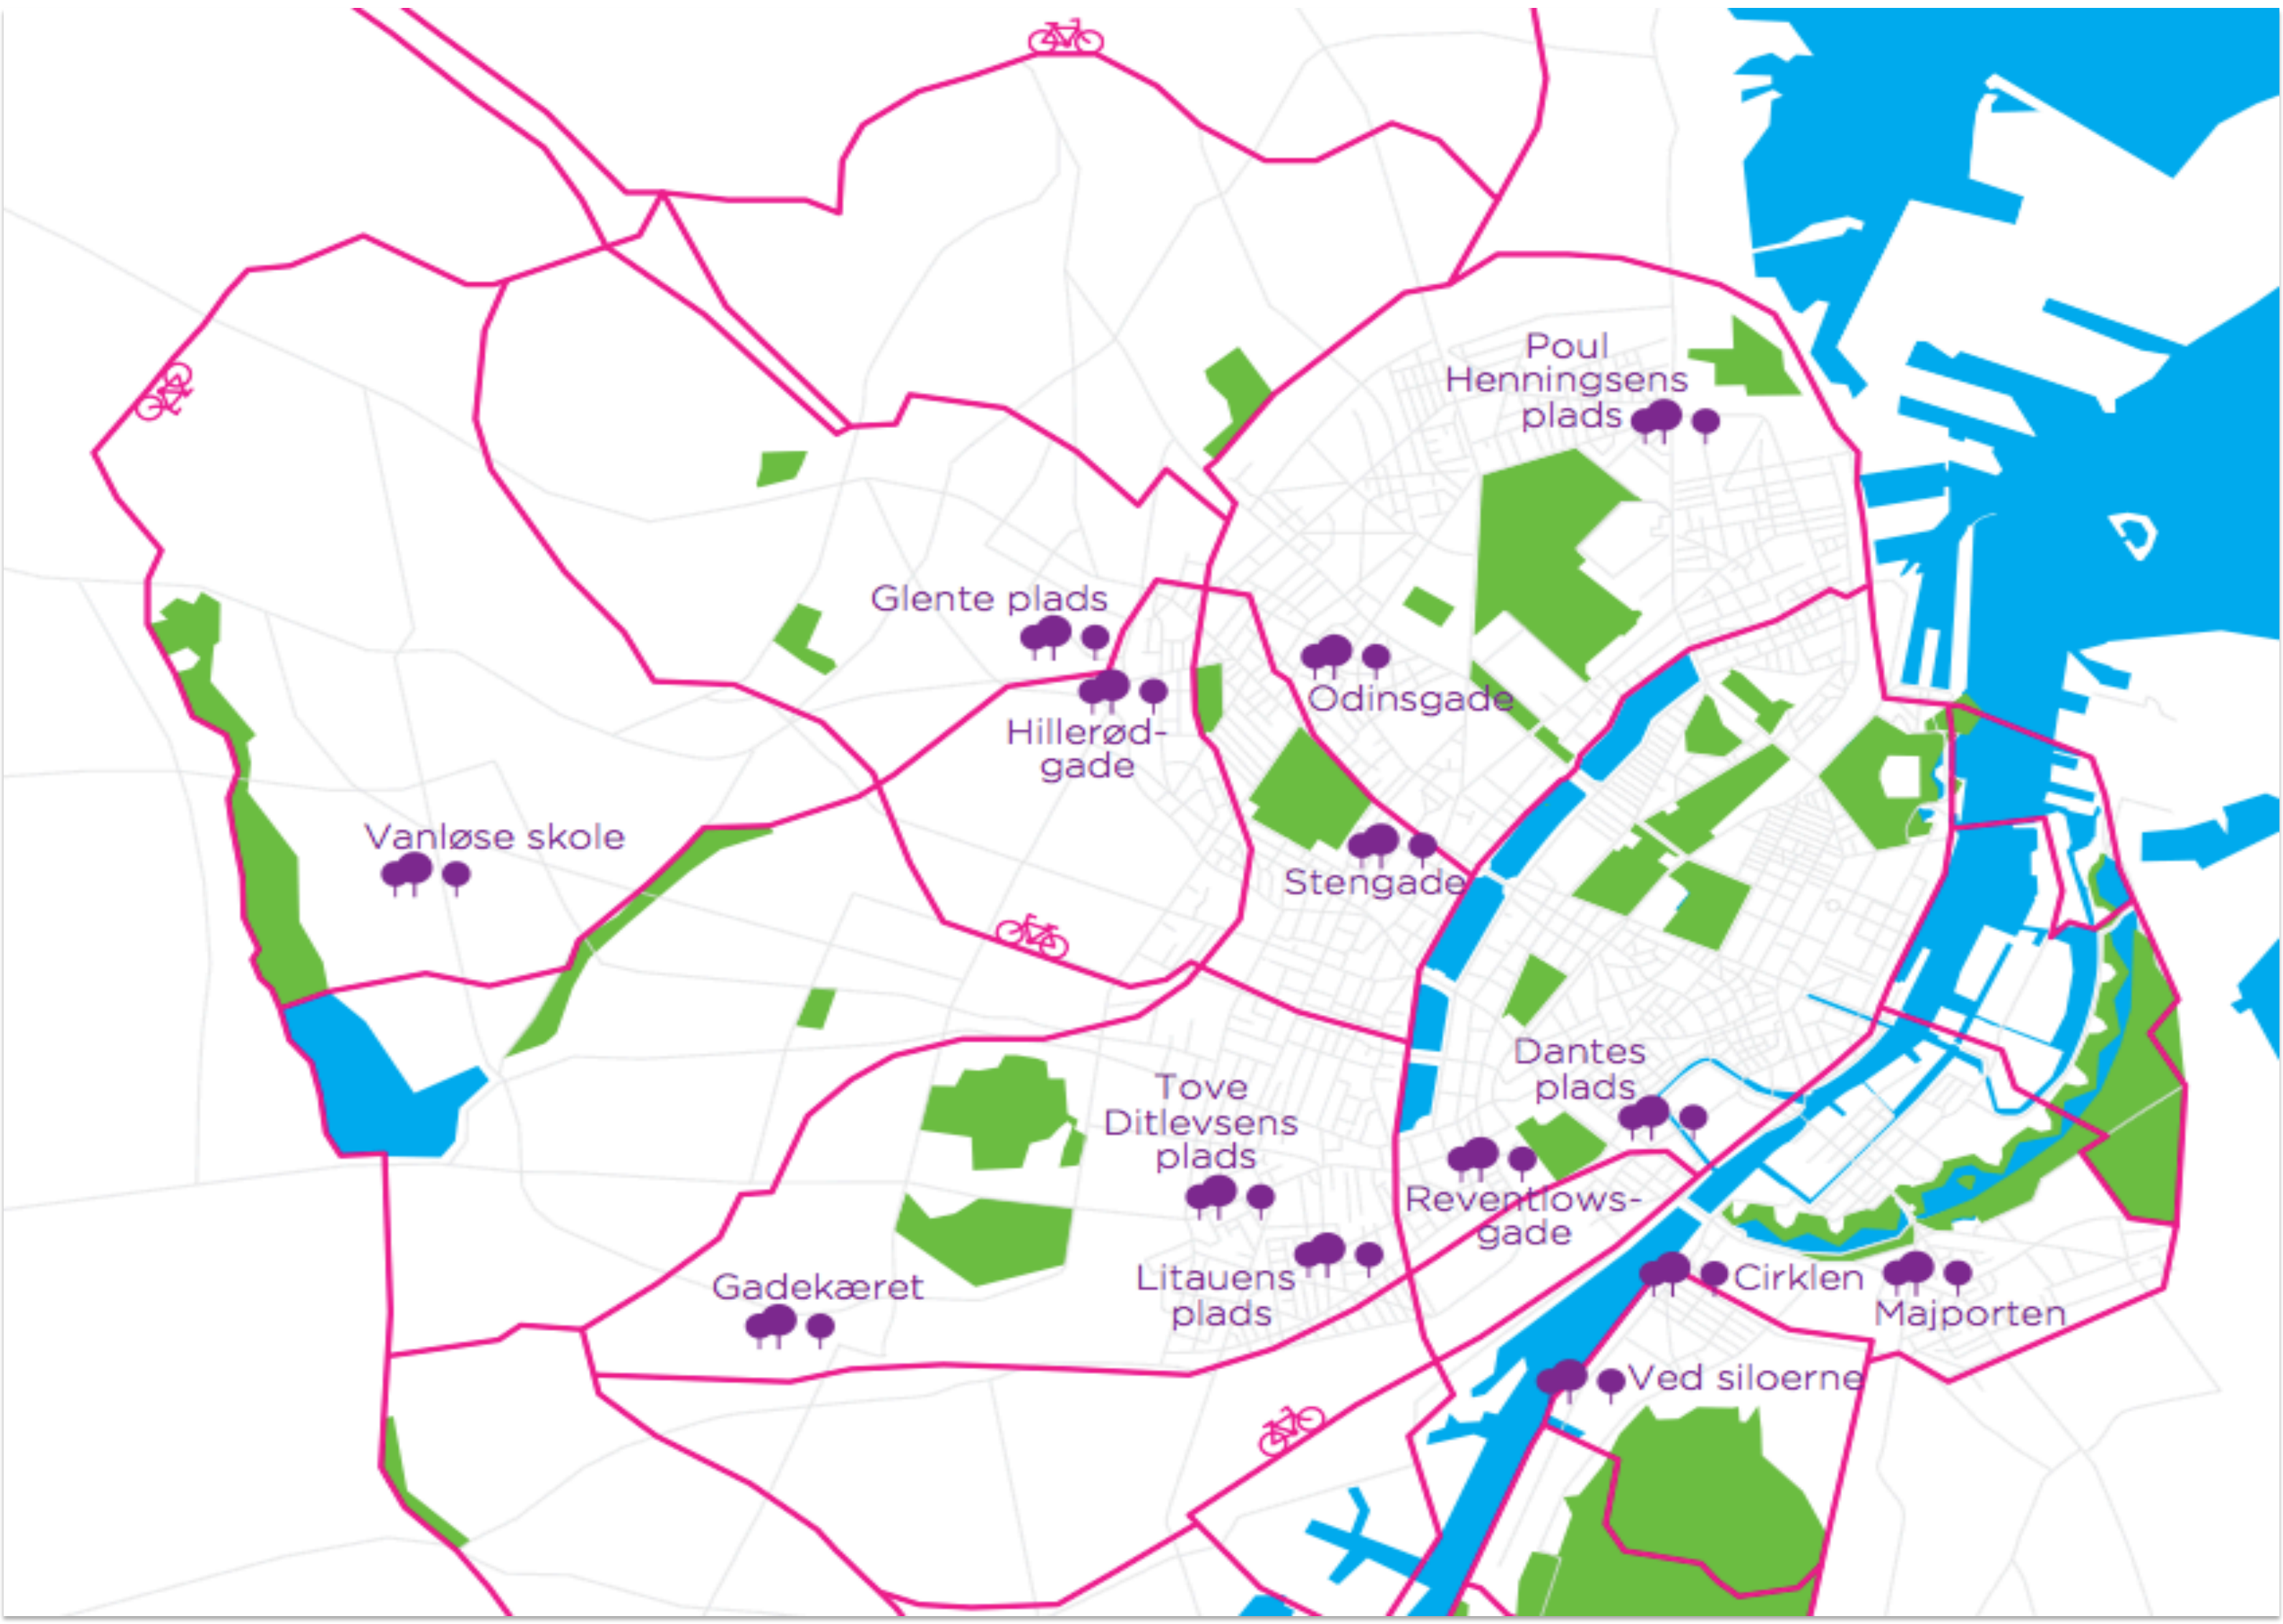 Poul
Henningsens
plads
Glente plads
Odinsgade
Hillerød-
gade
Vanløse skole
Stengade
Dantes
plads
Tove
Ditlevsens
plads
Reventlows-
gade
Litauens
plads
Gadekæret
Cirklen
Majporten
Ved siloerne